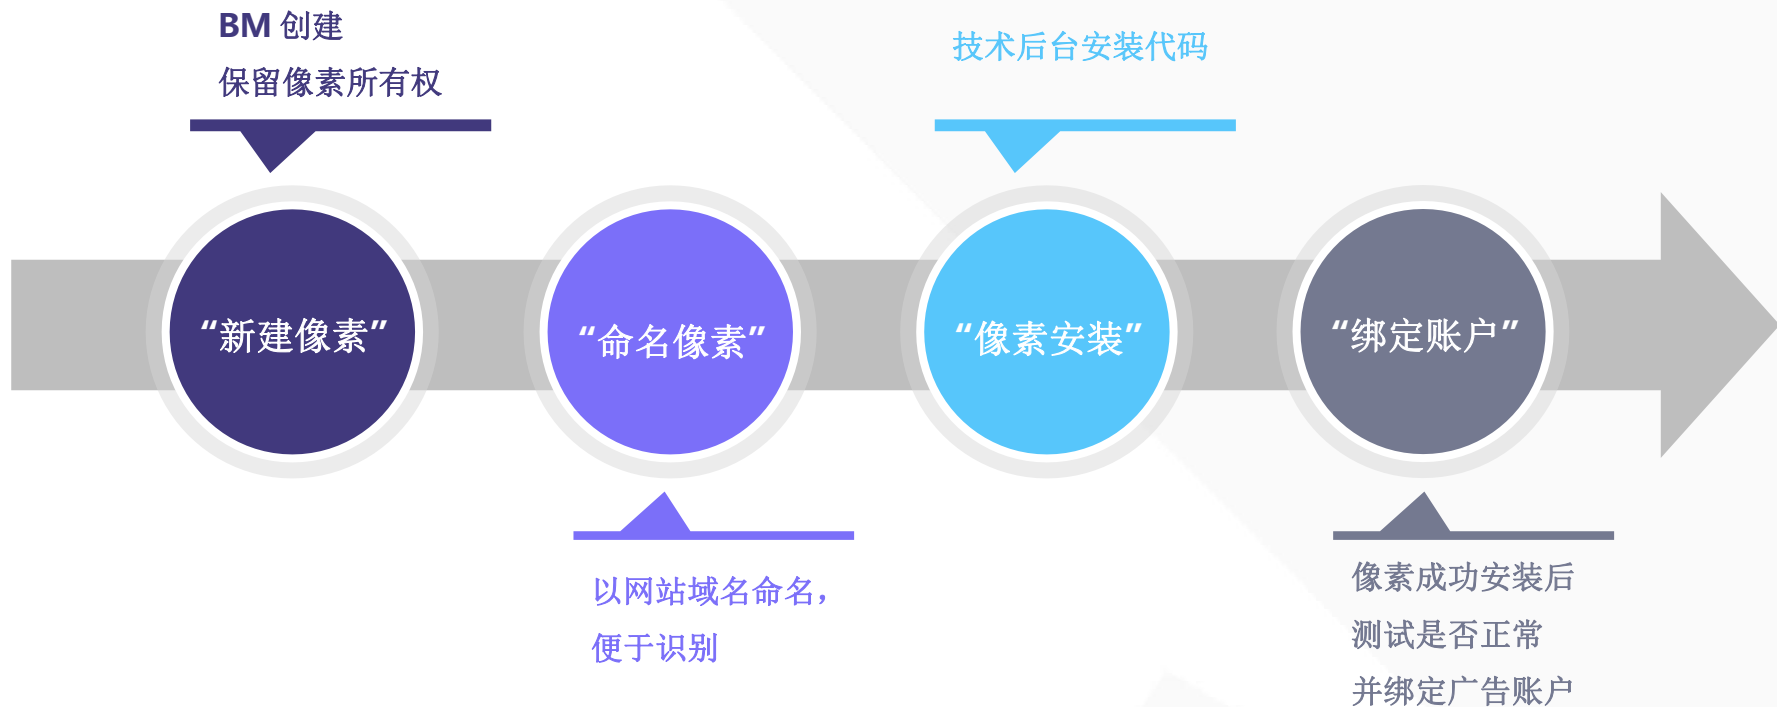 BM 创建
保留像素所有权
技术后台安装代码
“新建像素”
“命名像素”
“像素安装”
“绑定账户”
以网站域名命名，
便于识别
像素成功安装后
测试是否正常
并绑定广告账户